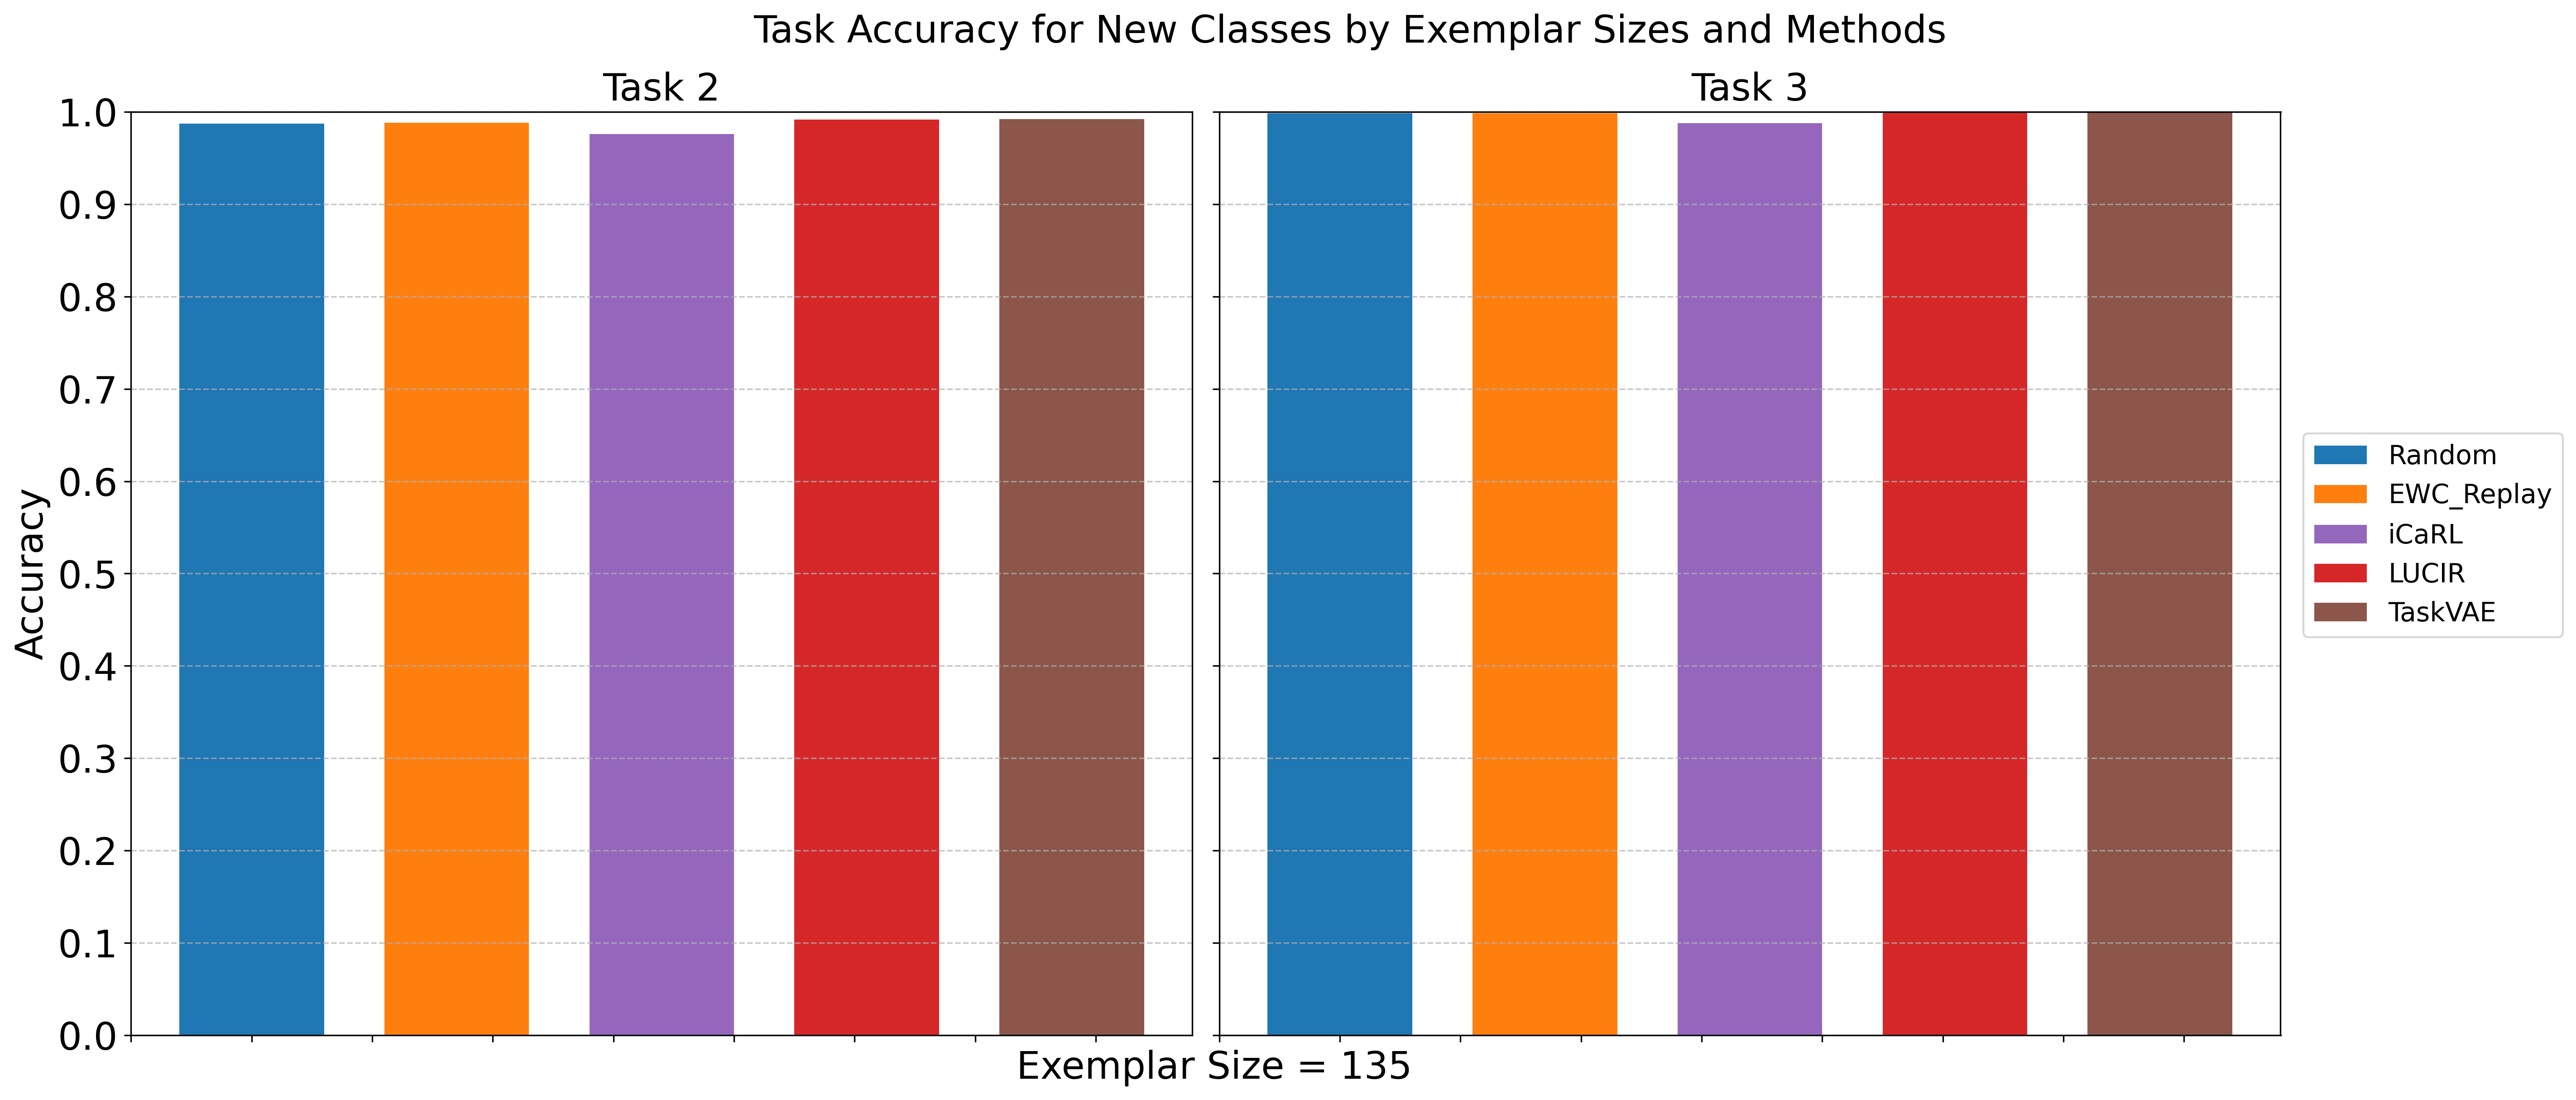 Task Accuracy for New Classes by Exemplar Sizes and Methods
Task 2
Task 3
1.0
0.9
0.8
0.7
0.6
0.5
0.4
0.3
0.2
0.1
0.0
Accuracy
Exemplar Size = 135
Random
EWC_Replay
iCaRL
LUCIR
TaskVAE